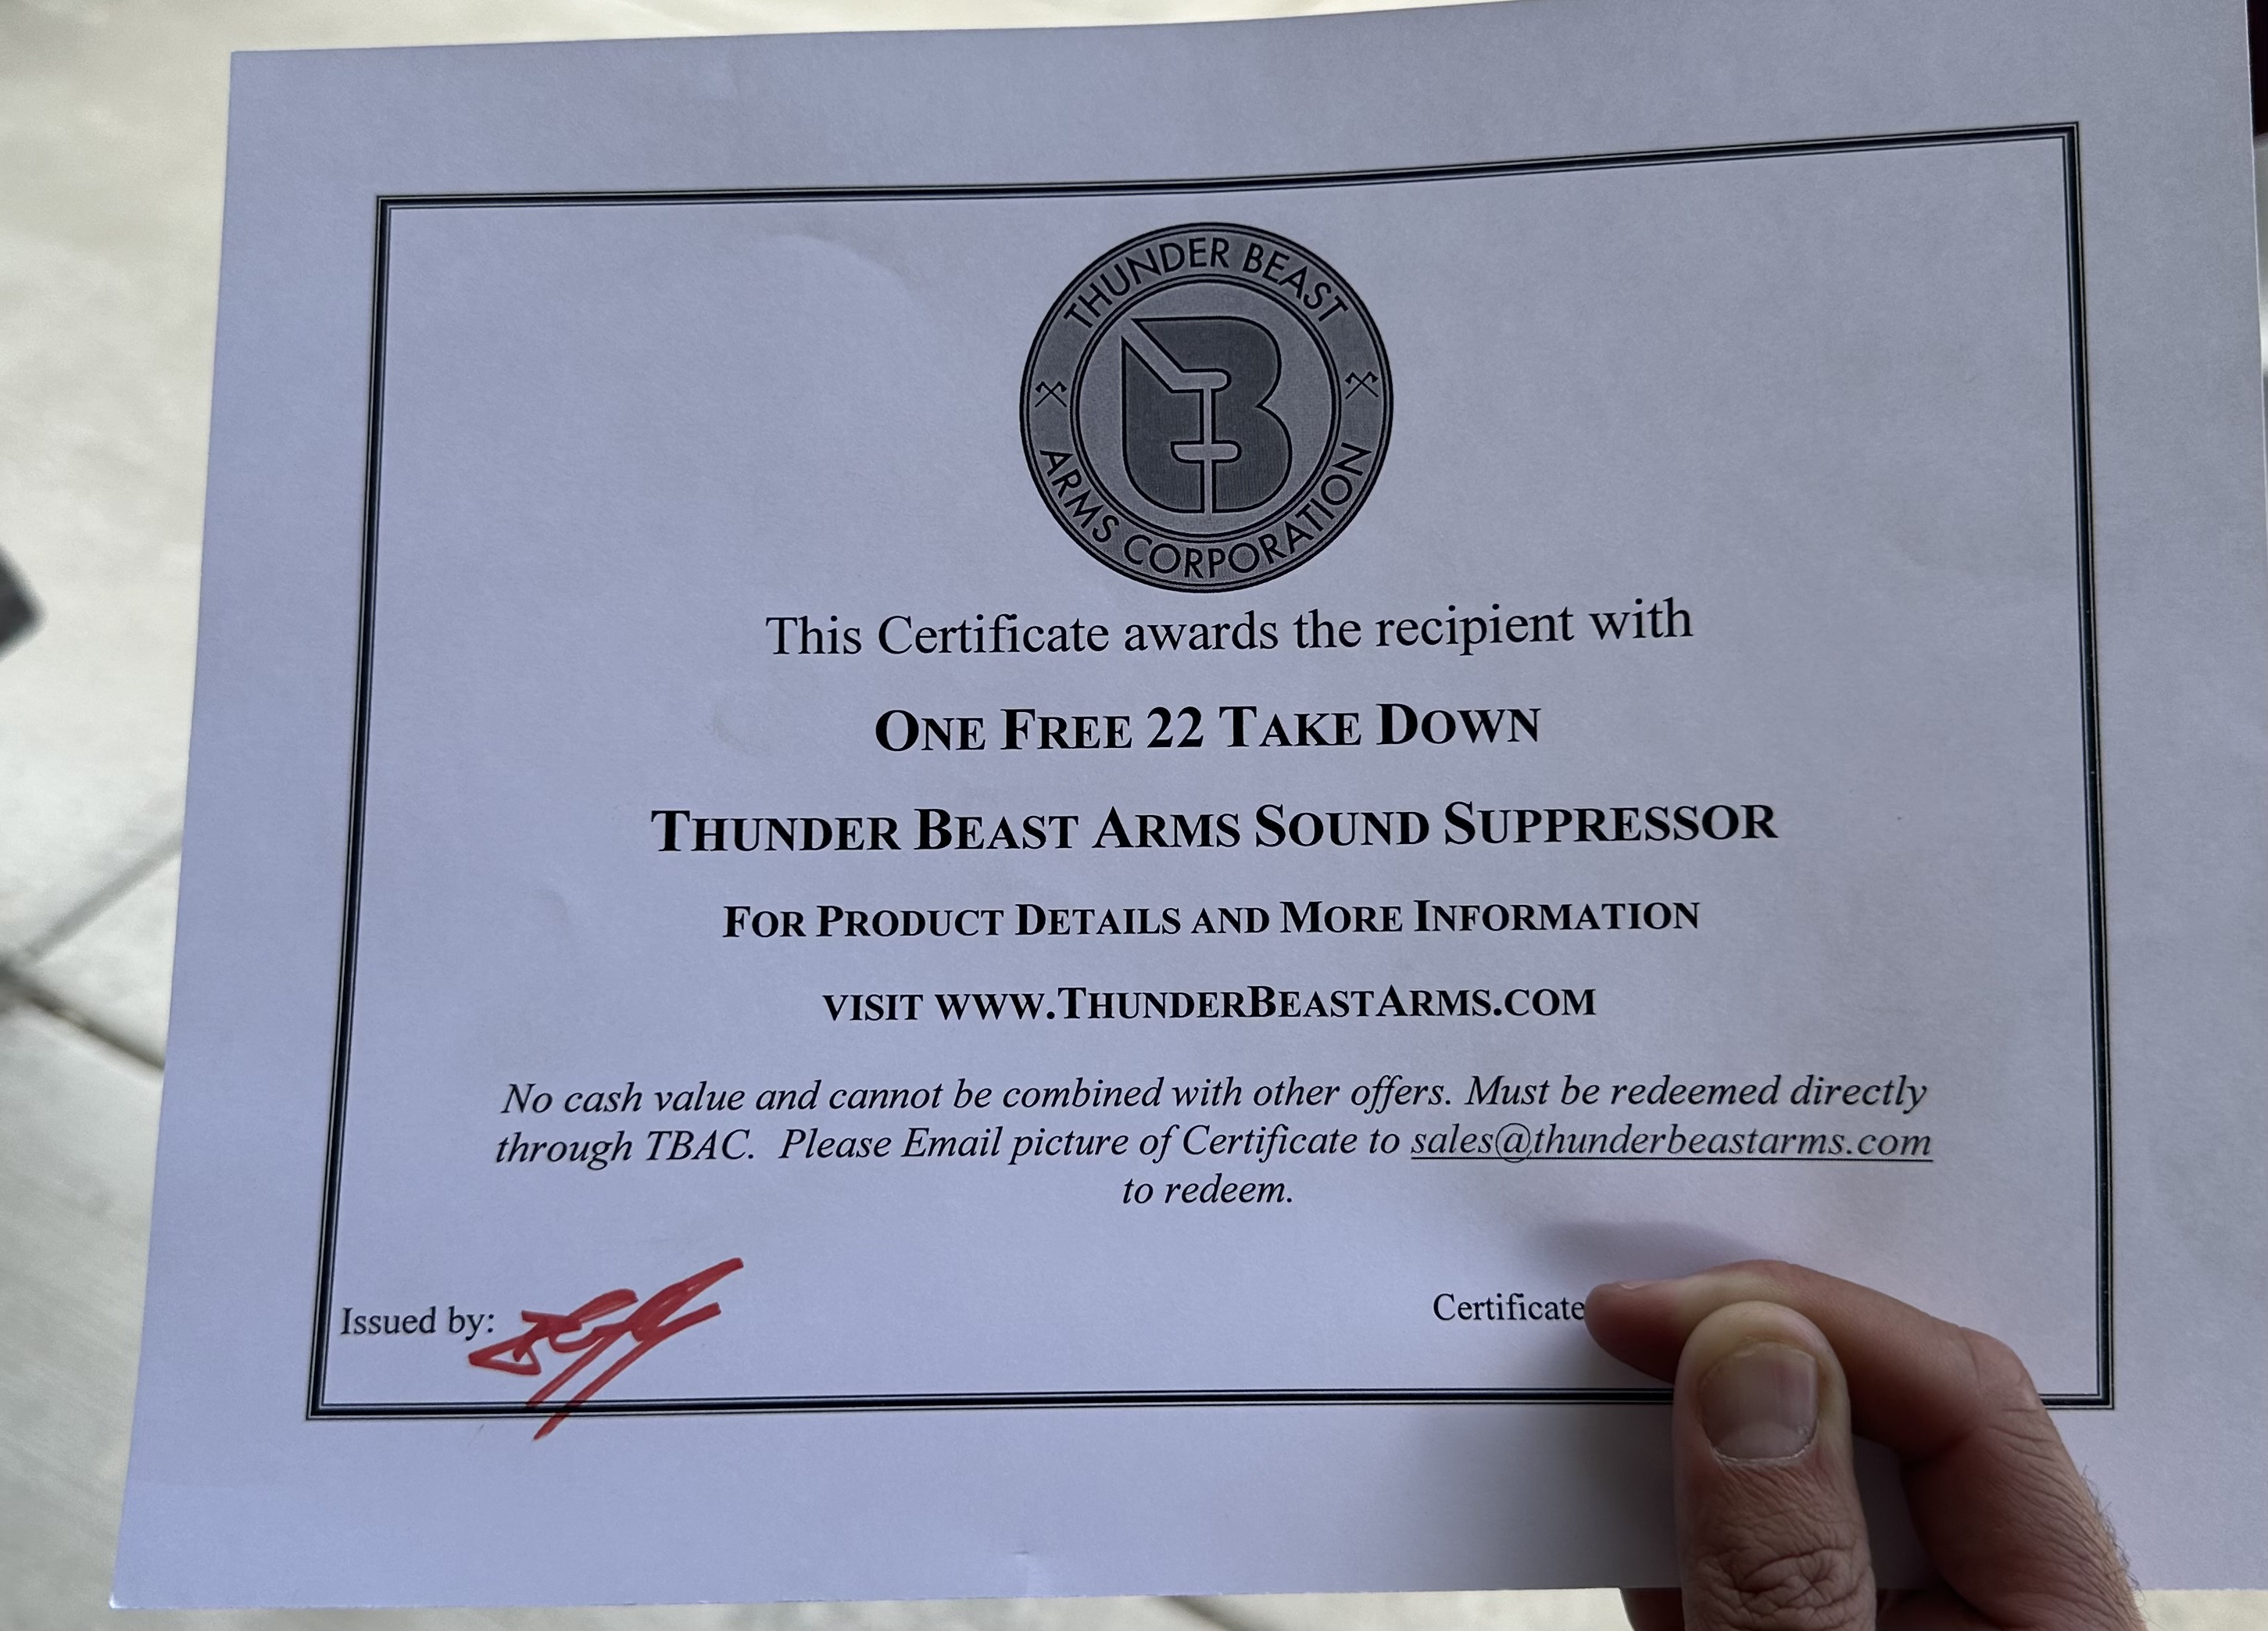 THUNDER BEAST
ARMS CORPORATION
This Certificate awards the recipient with
ONE FREE 22 TAKE DOWN
THUNDER BEAST ARMS SOUND SUPPRESSOR
FOR PRODUCT DETAILS AND MORE INFORMATION
VISIT WWW.THUNDERBEASTARMS.COM
No cash value and cannot be combined with other offers. Must be redeemed directly
through TBAC. Please Email picture of Certificate to sales@thunderbeastarms.com
to redeem.
Issued by:
Certificate